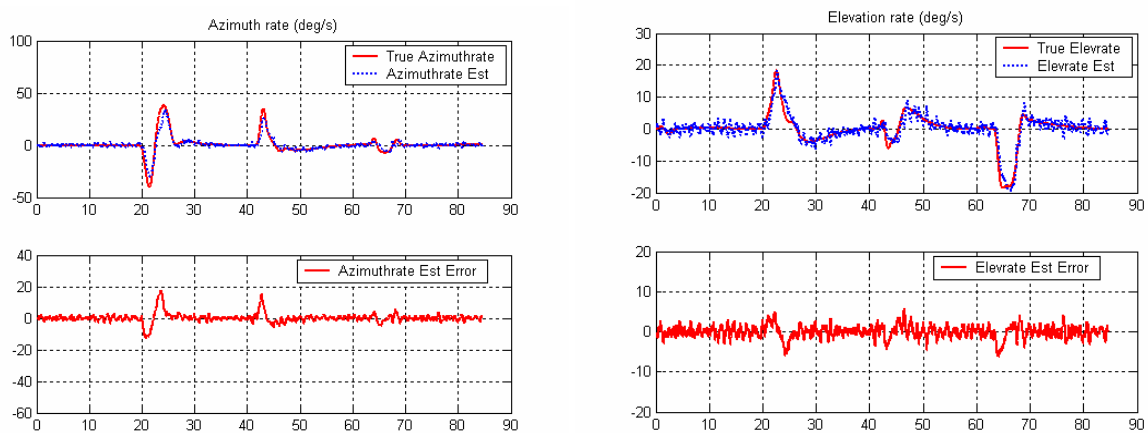 Azimuth rate (deg/s)
100
50
0
-50
True Azimuthrate
Azimuthrate Est
0 10 20 30 40 50 60 70 80 90
40
20
0
-20
-40
-60
Azimuthrate Est Error
0 10 20 30 40 50 60 70 80 90
Elevation rate (deg/s)
30
20
10
0
-10
-20
True Elevrate
Elevrate Est
0 10 20 30 40 50 60 70 80 90
20
10
0
-10
-20
Elevrate Est Error
0 10 20 30 40 50 60 70 80 90